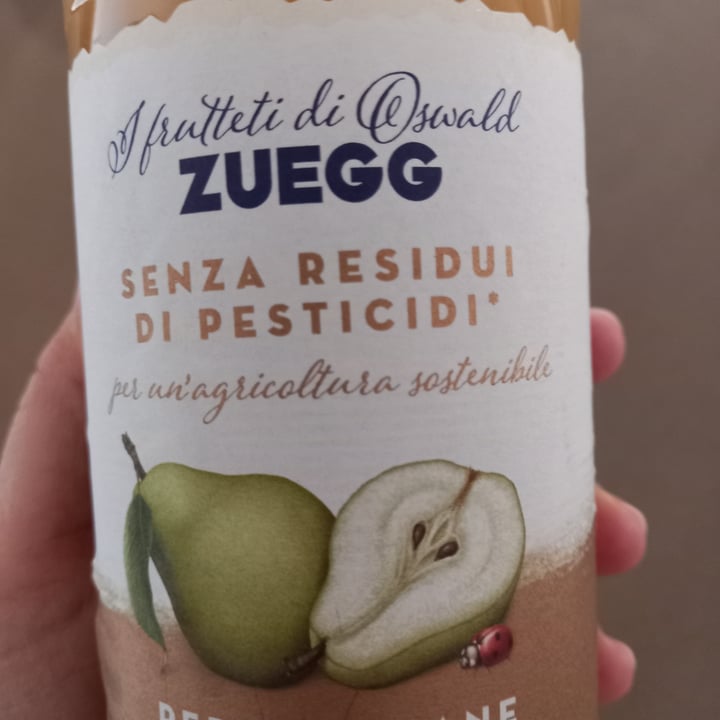 I frutteti di Oswald
ZUEGG
SENZA RESIDUI
DI PESTICIDI*
per un'agricoltura sostenibile